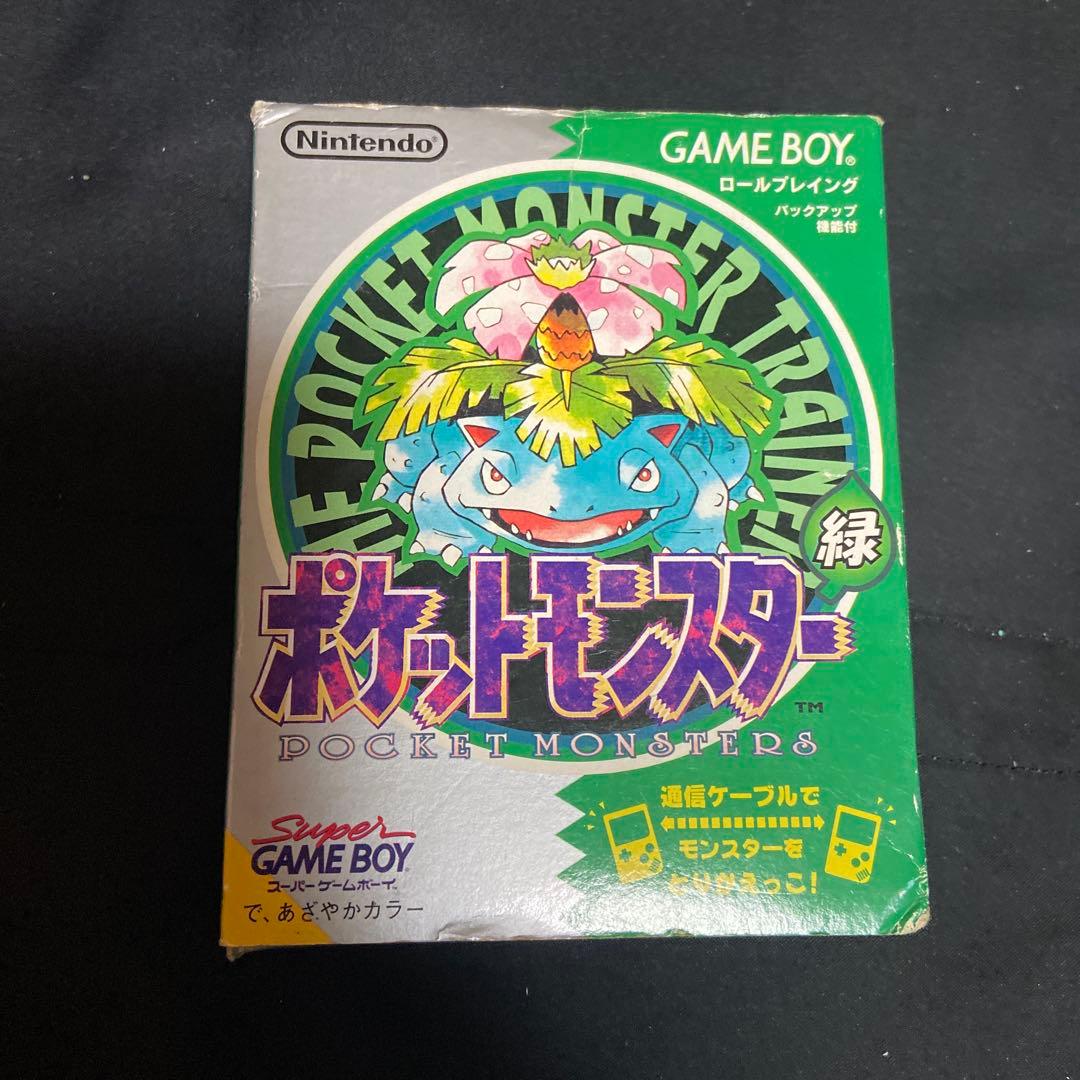 Nintendo®
GAME BOY®
ロールプレイング
バックアップ
機能付
THE POCKET MONSTER TRAINER
緑
ポケットモンスター
TM
POCKET MONSTERS
通信ケーブルで
モンスターを
とりかえっこ!
Super
GAME BOY
スーパーゲームボーイ™
で、あざやかカラー